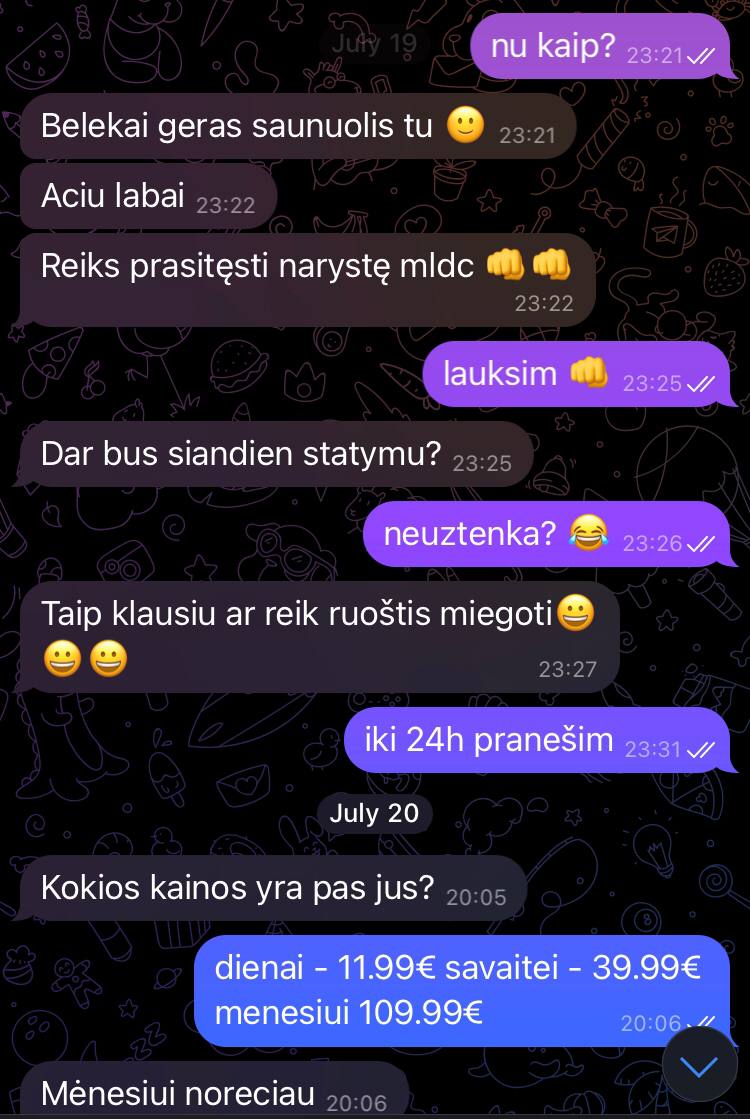 July 19
nu kaip? 23:21
Belekai geras saunuolis tu 🙂 23:21
Aciu labai 23:22
Reiks prasitęsti narystę mldc 👊👊
23:22
lauksim 👊 23:25
Dar bus siandien statymu? 23:25
neuztenka? 😂 23:26
Taip klausiu ar reik ruoštis miegoti😀
😀😀 23:27
iki 24h pranešim 23:31
July 20
Kokios kainos yra pas jus? 20:05
dienai - 11.99€ savaitei - 39.99€
menesiui 109.99€ 20:06
Mėnesiui noreciau 20:06